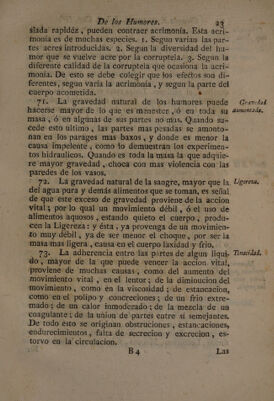 De los Humores. 23
slada rapidéz, pueden contraer acrimonía. Esta acri-
monía es de muchas especies. 1. Segun varían las par-
tes acres introducidas. 2. Segun la diversidad del hu-
mor que se vuelve acre por la corruptela. 3. Segun la
diferente calidad de la corruptela que ocasiona la acri-
monía. De esto se debe colegir que los efectos son di-
ferentes, segun varía la acrimonía, y segun la parte del
cuerpo acometida.
71. La gravedad natural de los humores puede Gravedad
hacerse mayor de lo que es menester, ó en toda su aumentada.
masa, ó en algunas de sus partes no mas. Quando su-
cede esto ultimo, las partes mas pesadas se amonto-
nan en los parages mas baxos, y donde es menor la
causa impelente, como lo demuestran los experimen-
tos hidraulicos. Quando es toda la masa la que adquie-
re mayor gravedad, choca con mas violencia con las
paredes de los vasos.
72. La gravedad natural de la sangre, mayor que la Ligereza.
del agua pura y demás alimentos que se toman, es señal
de que este exceso de gravedad proviene de la accion
vital; por lo qual un movimiento débil, ó el uso de
alimentos aquosos, estando quieto el cuerpo, produ-
cen la Ligereza: y ésta, ya provenga de un movimien-
to muy débil, ya de ser menor el choque, por ser la
masa mas ligera, causa en el cuerpo laxîdad y frio.
73. La adherencia entre las partes de algun liqui- Tenacidad.
do, mayor de la que puede vencer la accion vital,
proviene de muchas causas, como del aumento del
movimiento vital, en el lentor; de la diminucion del
movimiento, como en la viscosidad; de estancacion,
como en el polipo y concreciones; de un frio extre-
mado; de un calor inmoderado; de la mezcla de un
coagulante; de la union de partes entre sí semejantes.
De todo ésto se originan obstruciones, estancaciones,
endurecimientos, falta de secrecion y excrecion, es-
torvo en la circulacion.
B 4 Las